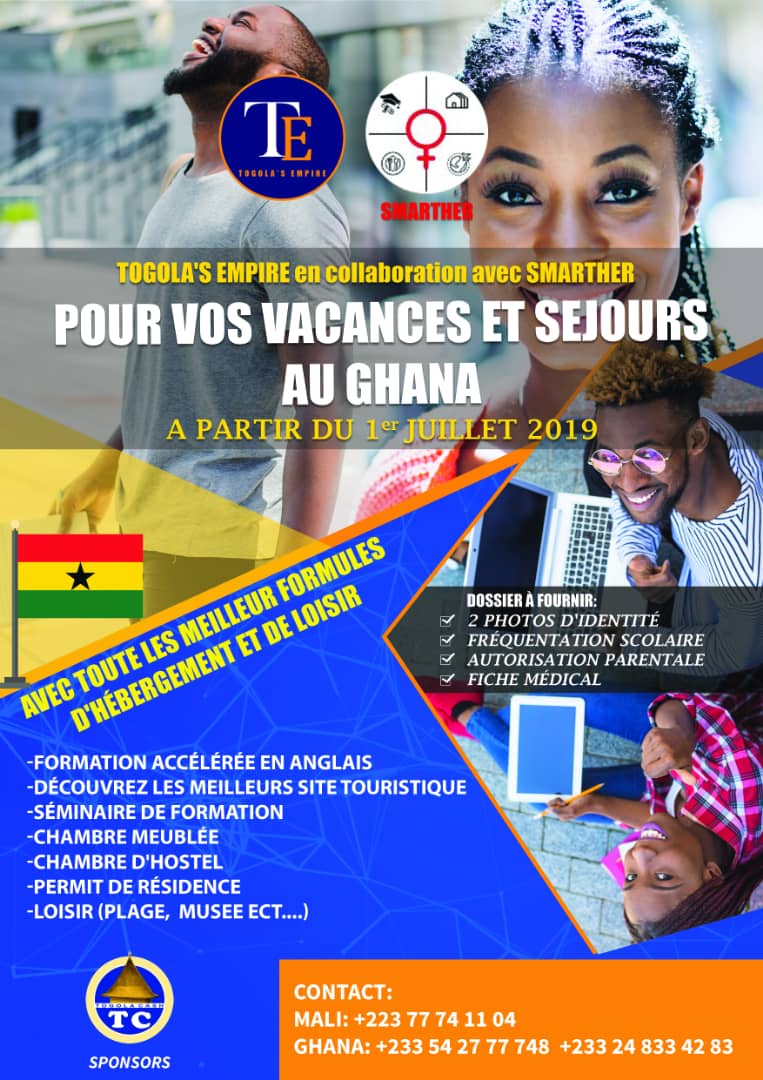 TE
TOGOLA'S EMPIRE
SMARTHER
TOGOLA'S EMPIRE en collaboration avec SMARTHER
POUR VOS VACANCES ET SEJOURS
AU GHANA
A PARTIR DU 1er JUILLET 2019
AVEC TOUTE LES MEILLEUR FORMULES
D'HÉBERGEMENT ET DE LOISIR
DOSSIER À FOURNIR:
2 PHOTOS D'IDENTITÉ
FRÉQUENTATION SCOLAIRE
AUTORISATION PARENTALE
FICHE MÉDICAL
-FORMATION ACCÉLÉRÉE EN ANGLAIS
-DÉCOUVREZ LES MEILLEURS SITE TOURISTIQUE
-SÉMINAIRE DE FORMATION
-CHAMBRE MEUBLÉE
-CHAMBRE D'HOSTEL
-PERMIT DE RÉSIDENCE
-LOISIR (PLAGE, MUSEE ECT....)
TOGOLA CASH
TC
SPONSORS
CONTACT:
MALI: +223 77 74 11 04
GHANA: +233 54 27 77 748 +233 24 833 42 83